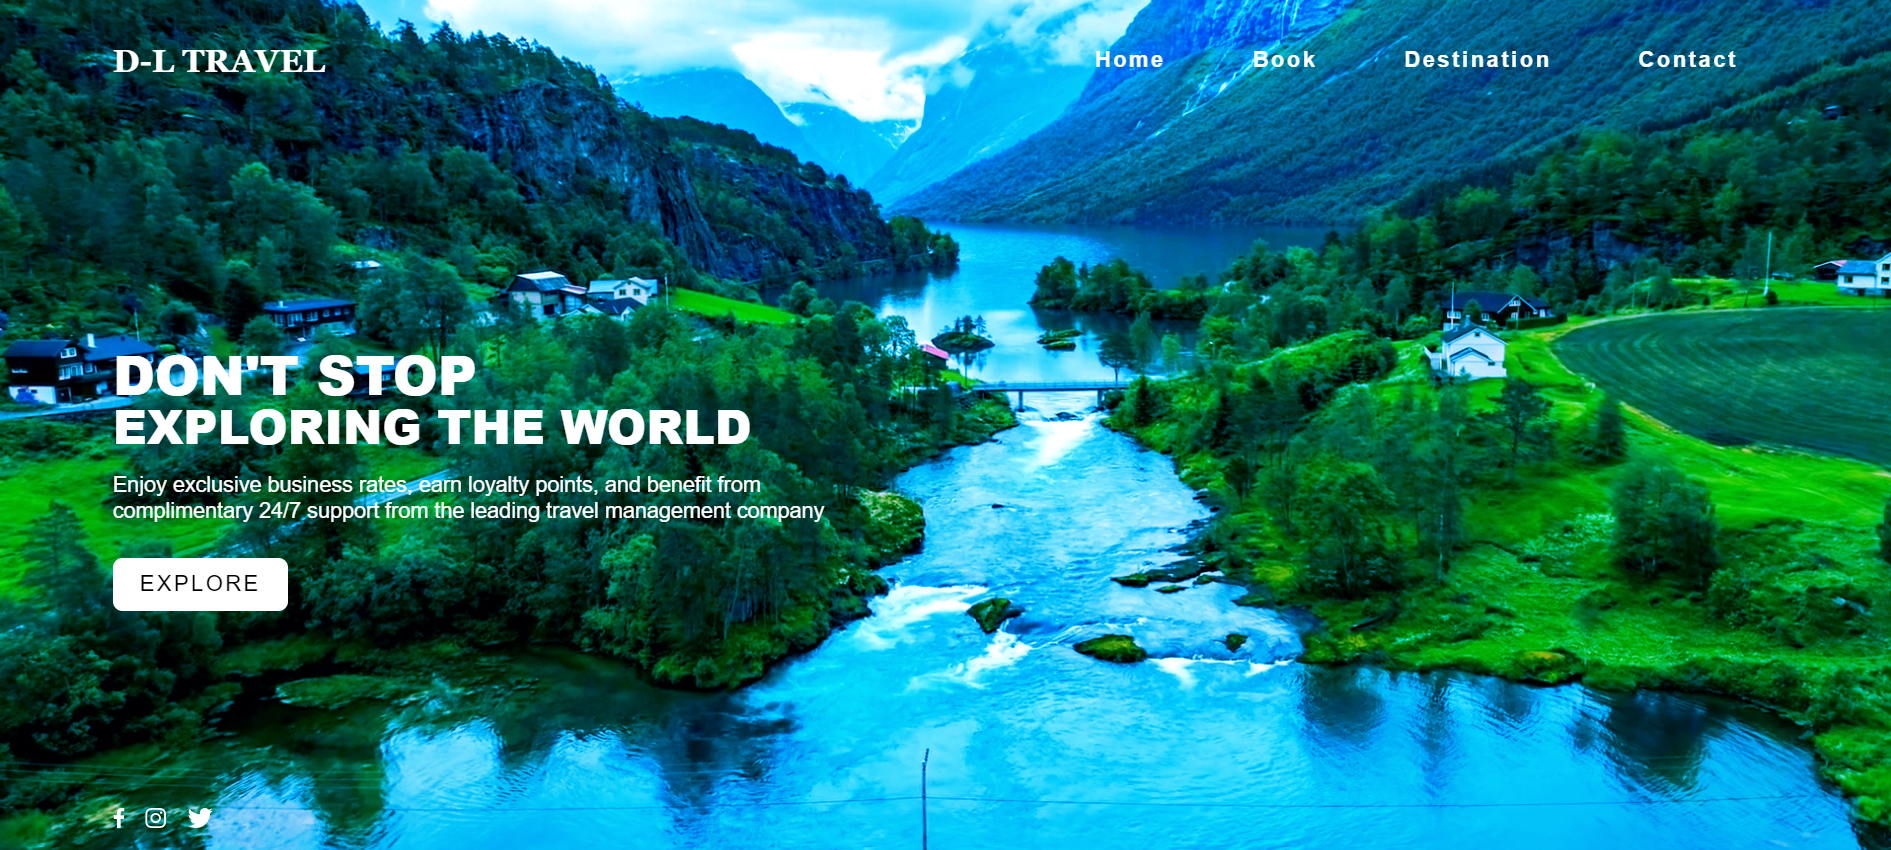 D-L TRAVEL
Home Book Destination Contact
DON'T STOP
EXPLORING THE WORLD
Enjoy exclusive business rates, earn loyalty points, and benefit from
complimentary 24/7 support from the leading travel management company
EXPLORE